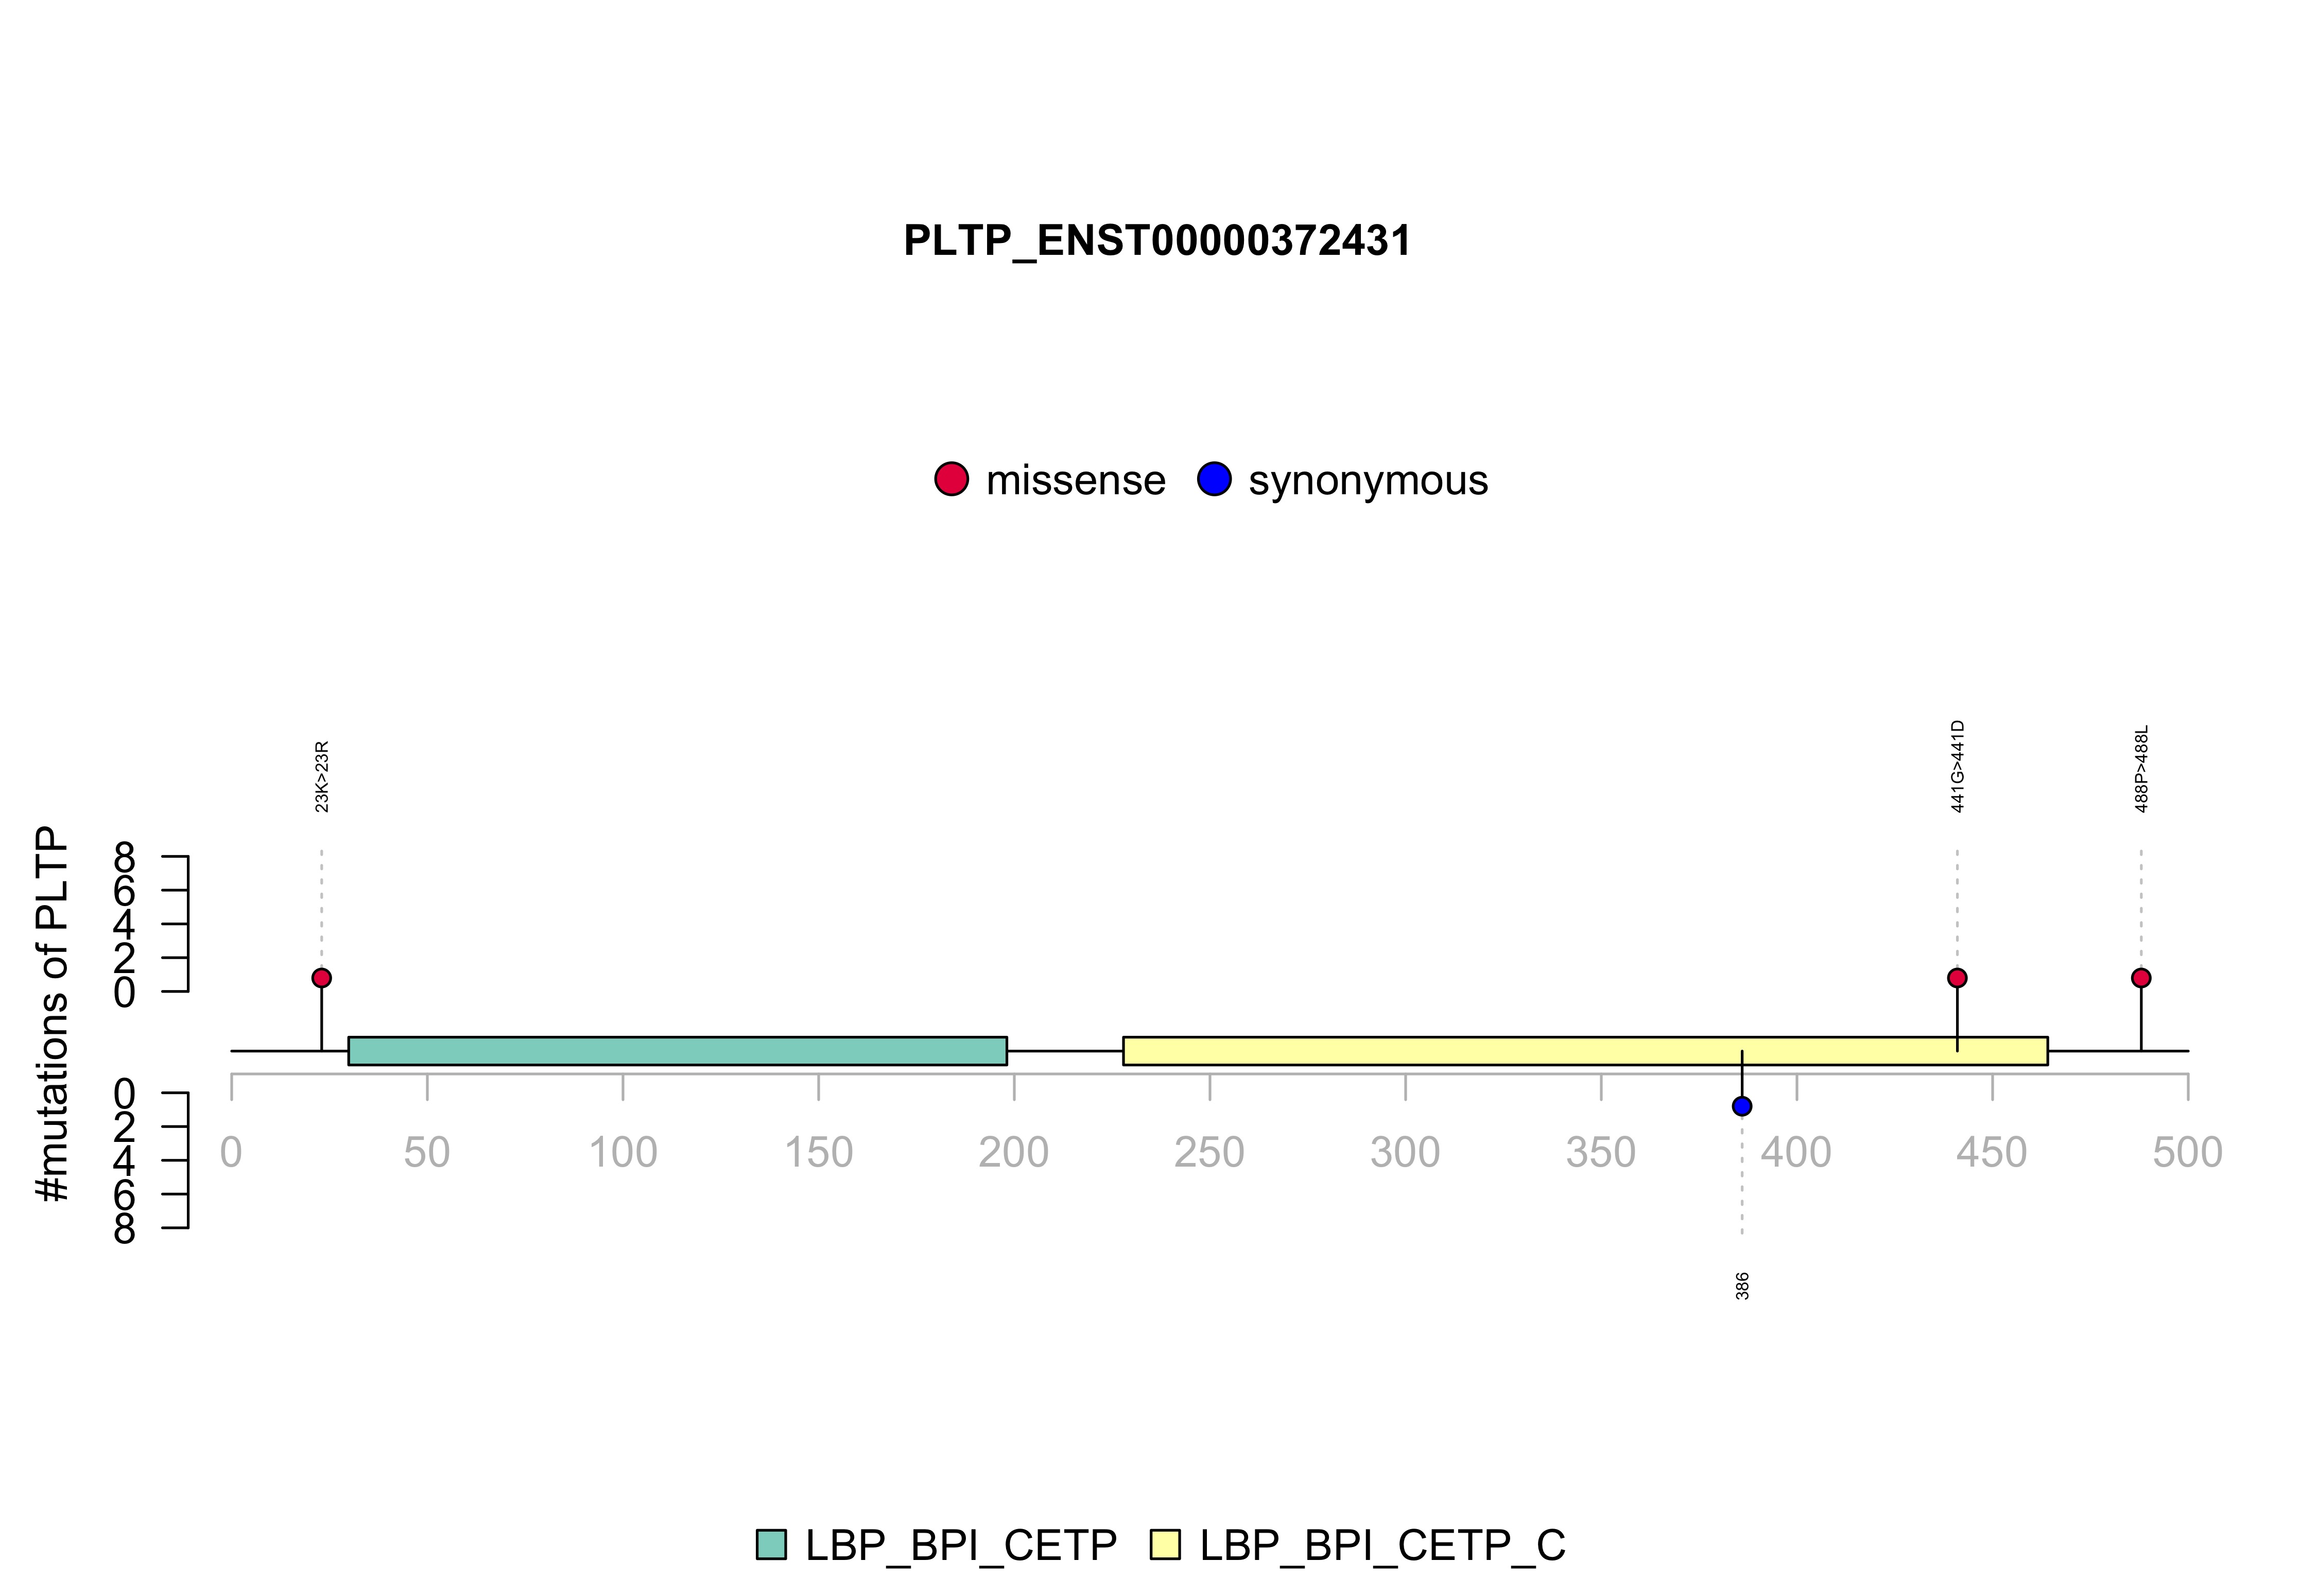 PLTP_ENST00000372431
missense synonymous
23K>23R
441G>441D
488P>488L
#mutations of PLTP
8
6
4
2
0
0
2
4
6
8
0 50 100 150 200 250 300 350 400 450 500
386
LBP_BPI_CETP LBP_BPI_CETP_C